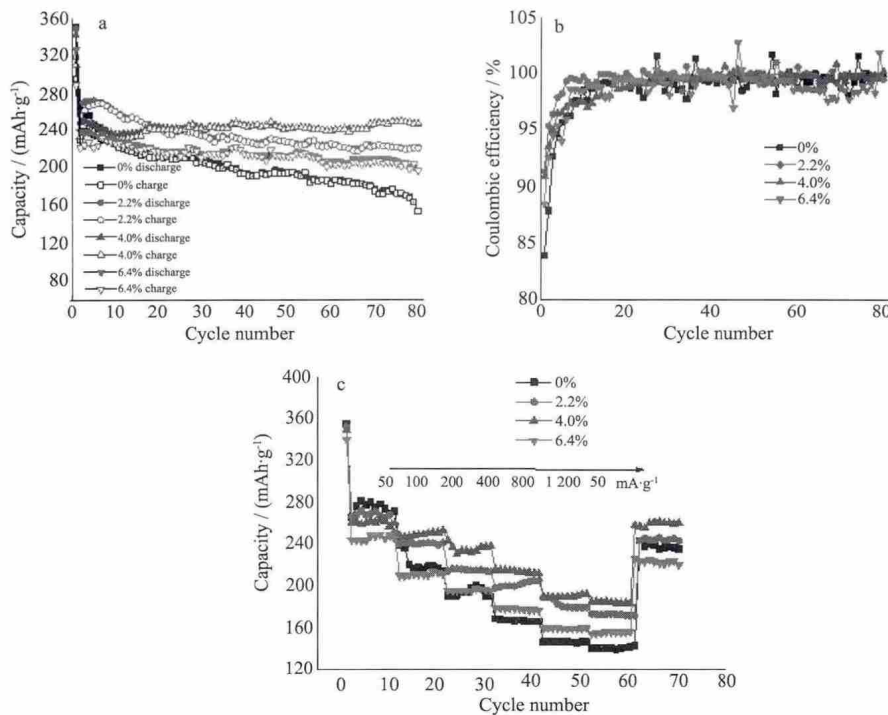 a
360
320
280
240
200
160
120
80
Capacity / (mAh·g⁻¹)
0% discharge
0% charge
2.2% discharge
2.2% charge
4.0% discharge
4.0% charge
6.4% discharge
6.4% charge
0 10 20 30 40 50 60 70 80
Cycle number
b
105
100
95
90
85
80
Coulombic efficiency / %
0%
2.2%
4.0%
6.4%
0 20 40 60 80
Cycle number
c
400
360
320
280
240
200
160
120
Capacity / (mAh·g⁻¹)
0%
2.2%
4.0%
6.4%
50 100 200 400 800 1 200 50 mA·g⁻¹
0 10 20 30 40 50 60 70 80
Cycle number